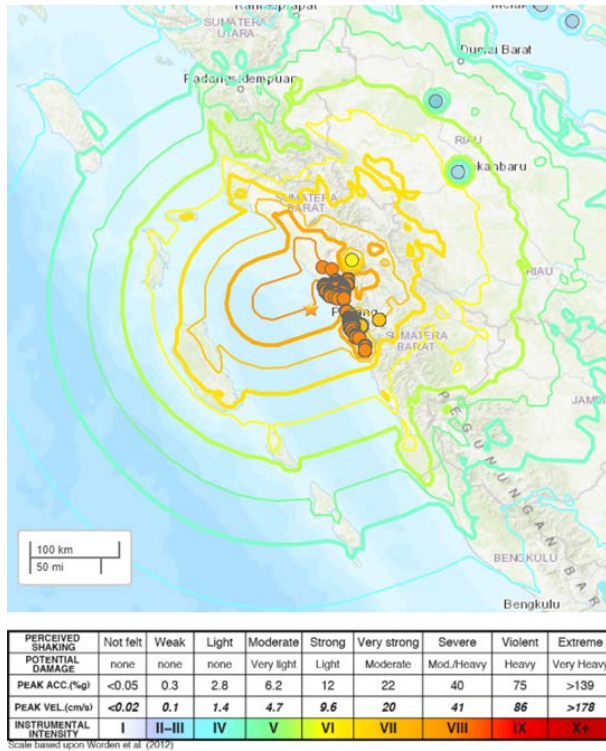 SUMATERA
UTARA
Dumai Barat
RIAU
SUMATERA
BARAT
RIAU
SUMATERA
BARAT
PEGUNUNGAN BAR
100 km
50 mi
BENGKULU
Bengkulu
PERCEIVED SHAKING Not felt Weak Light Moderate Strong Very strong Severe Violent Extreme
POTENTIAL DAMAGE none none none Very light Light Moderate Mod./Heavy Heavy Very Heavy
PEAK ACC.(%g) <0.05 0.3 2.8 6.2 12 22 40 75 >139
PEAK VEL.(cm/s) <0.02 0.1 1.4 4.7 9.6 20 41 86 >178
INSTRUMENTAL INTENSITY I II–III IV V VI VII VIII IX X+
Scale based upon Worden et al. (2012)